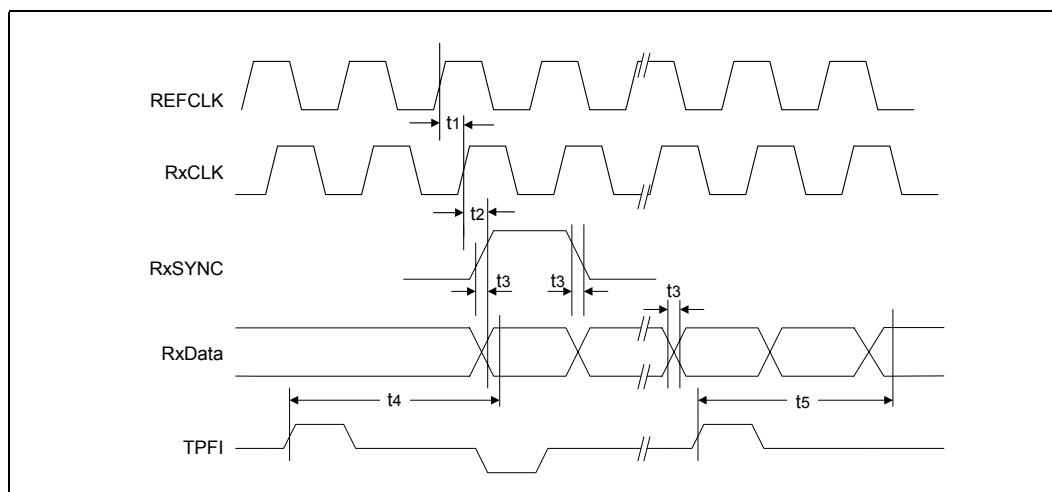 REFCLK
t1
RxCLK
t2
RxSYNC
t3
t3
t3
RxData
t4
t5
TPFI